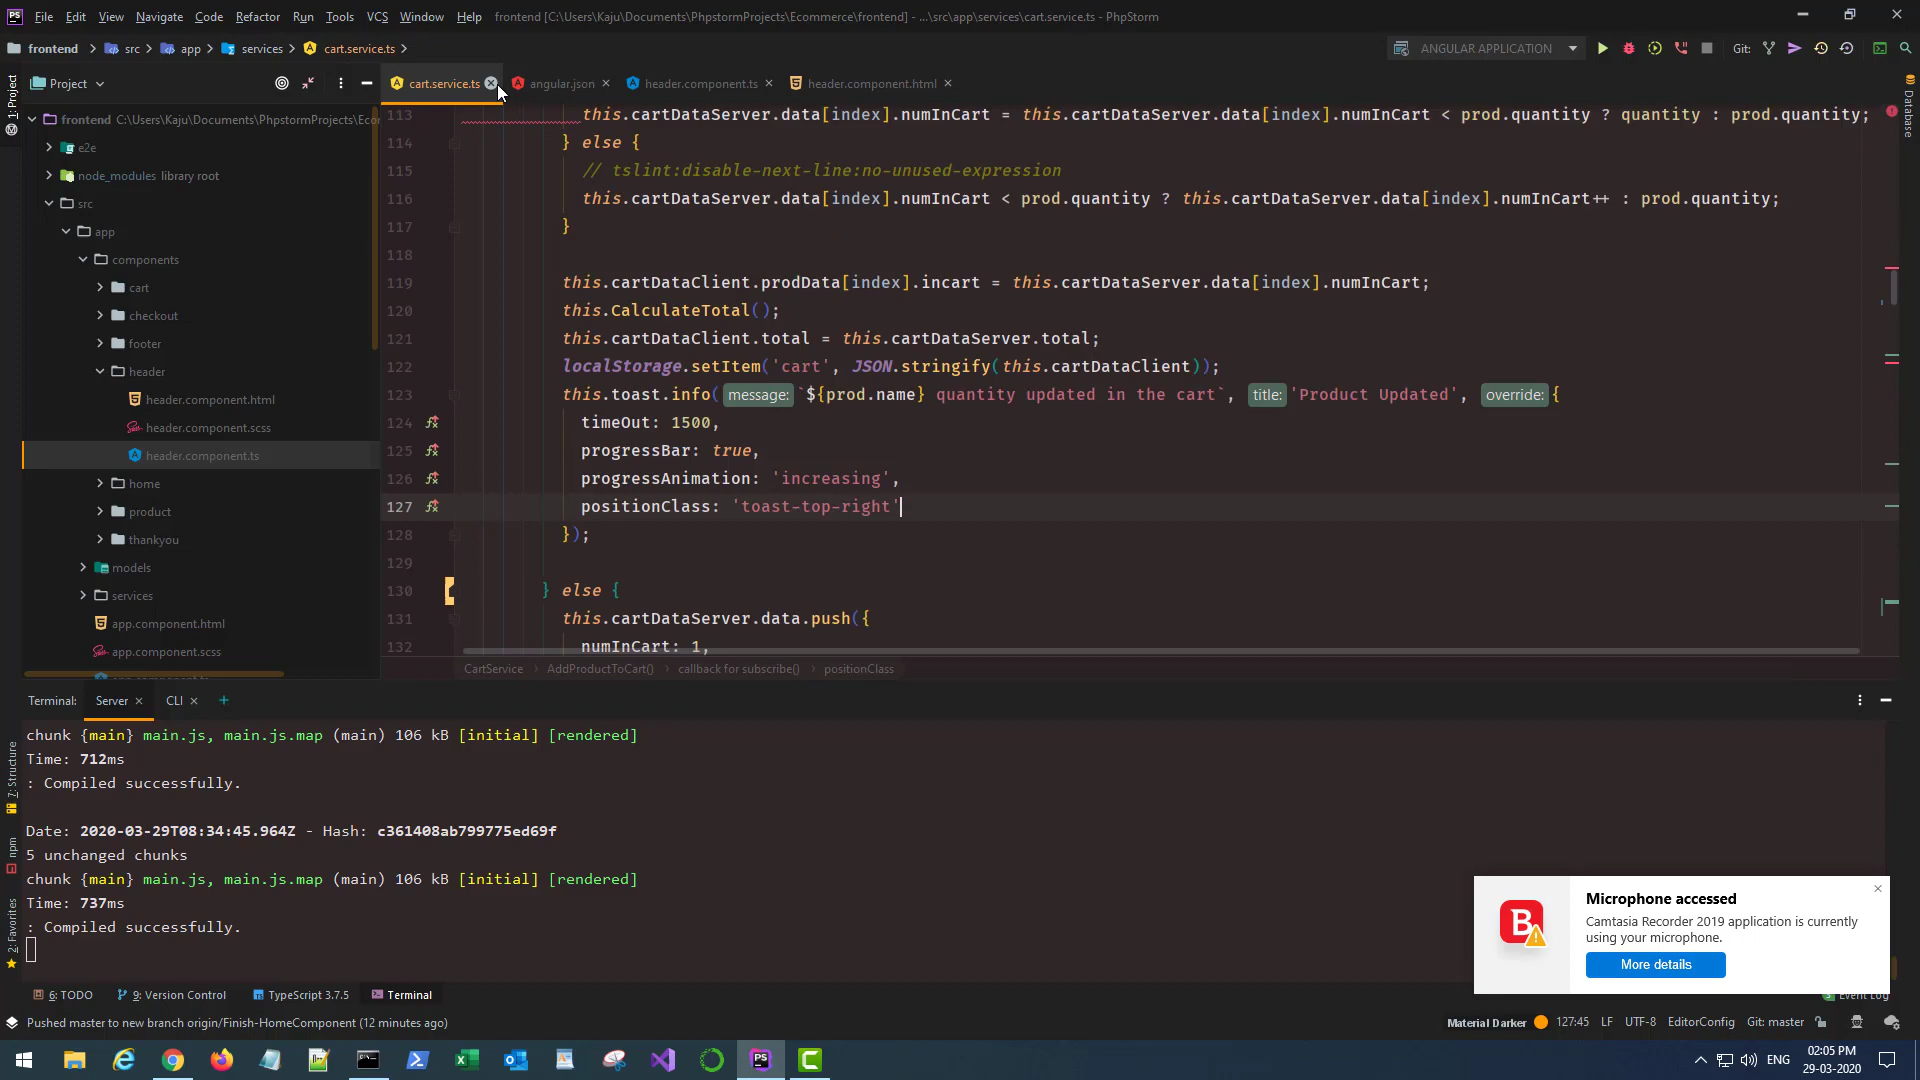 PS File Edit View Navigate Code Refactor Run Tools VCS Window Help frontend [C:\Users\Kaju\Documents\PhpstormProjects\Ecommerce\frontend] - ...\src\app\services\cart.service.ts - PhpStorm
frontend src app services cart.service.ts ANGULAR APPLICATION Git:
Project cart.service.ts angular.json header.component.ts header.component.html
1: Project
Database
frontend C:\Users\Kaju\Documents\PhpstormProjects\Eco
e2e
node_modules library root
src
app
components
cart
checkout
footer
header
header.component.html
header.component.scss
header.component.ts
home
product
thankyou
models
services
app.component.html
app.component.scss
113 this.cartDataServer.data[index].numInCart = this.cartDataServer.data[index].numInCart < prod.quantity ? quantity : prod.quantity;
114 } else {
115 // tslint:disable-next-line:no-unused-expression
116 this.cartDataServer.data[index].numInCart < prod.quantity ? this.cartDataServer.data[index].numInCart++ : prod.quantity;
117 }
118
119 this.cartDataClient.prodData[index].incart = this.cartDataServer.data[index].numInCart;
120 this.CalculateTotal();
121 this.cartDataClient.total = this.cartDataServer.total;
122 localStorage.setItem('cart', JSON.stringify(this.cartDataClient));
123 this.toast.info( message: `${prod.name} quantity updated in the cart`, title: 'Product Updated', override: {
124 timeOut: 1500,
125 progressBar: true,
126 progressAnimation: 'increasing',
127 positionClass: 'toast-top-right'
128 });
129
130 } else {
131 this.cartDataServer.data.push({
132 numInCart: 1,
CartService AddProductToCart() callback for subscribe() positionClass
Terminal: Server CLI +
chunk {main} main.js, main.js.map (main) 106 kB [initial] [rendered]
Time: 712ms
: Compiled successfully.
Date: 2020-03-29T08:34:45.964Z - Hash: c361408ab799775ed69f
5 unchanged chunks
chunk {main} main.js, main.js.map (main) 106 kB [initial] [rendered]
Time: 737ms
: Compiled successfully.
7: Structure
npm
2: Favorites
B
Microphone accessed
Camtasia Recorder 2019 application is currently
using your microphone.
More details
6: TODO 9: Version Control TypeScript 3.7.5 Terminal Event Log
Pushed master to new branch origin/Finish-HomeComponent (12 minutes ago) Material Darker 127:45 LF UTF-8 EditorConfig Git: master
ENG 02:05 PM
29-03-2020